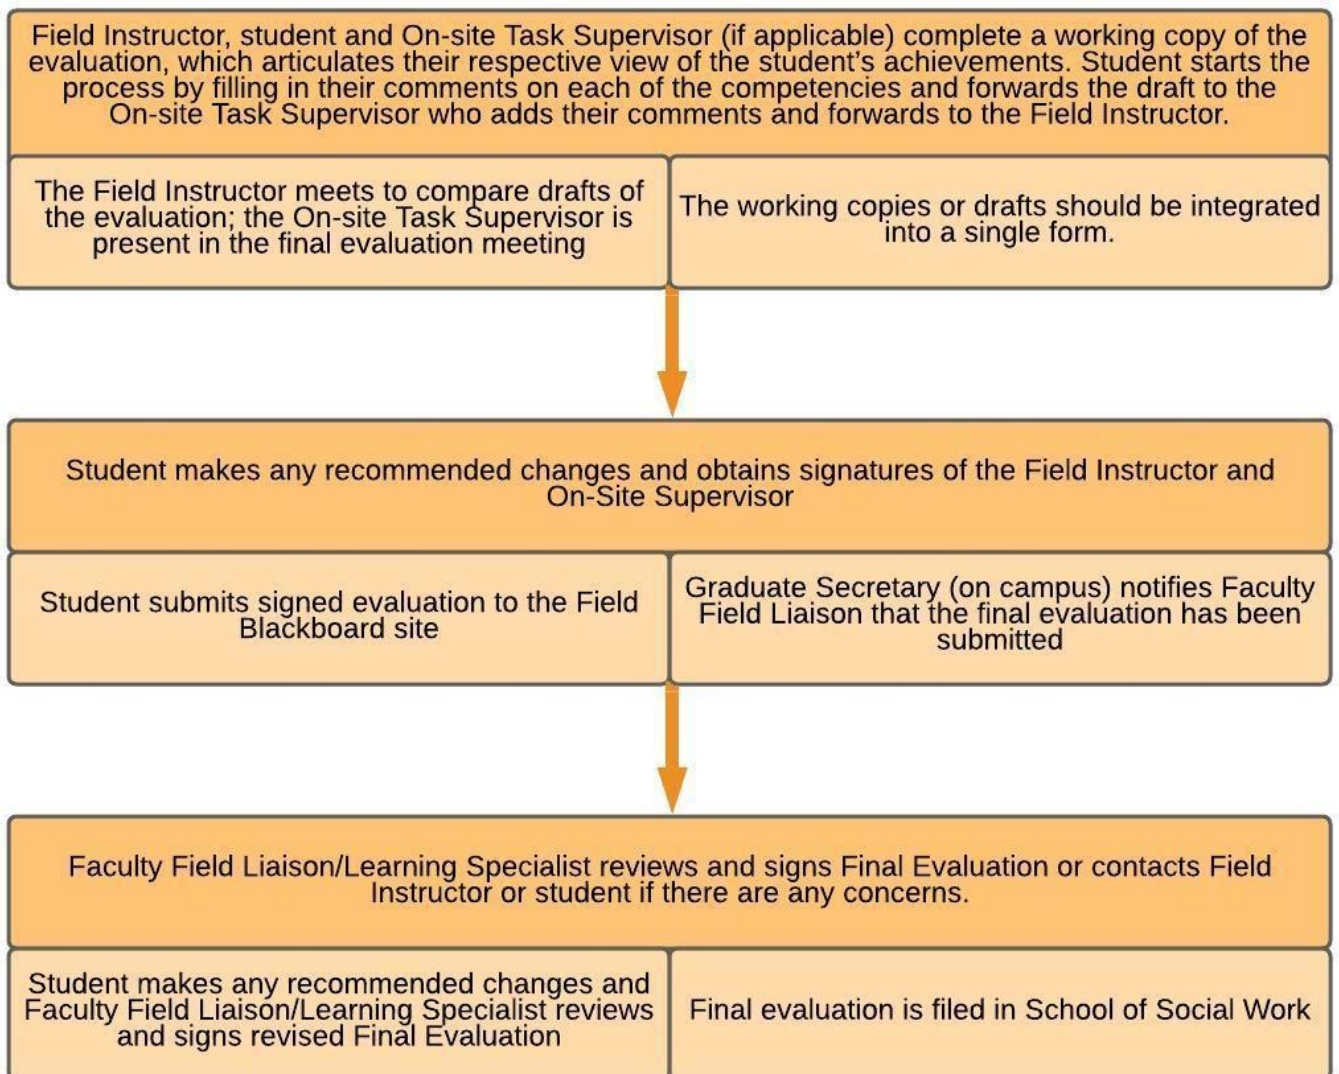 Field Instructor, student and On-site Task Supervisor (if applicable) complete a working copy of the
evaluation, which articulates their respective view of the student’s achievements. Student starts the
process by filling in their comments on each of the competencies and forwards the draft to the
On-site Task Supervisor who adds their comments and forwards to the Field Instructor.
The Field Instructor meets to compare drafts of
the evaluation; the On-site Task Supervisor is
present in the final evaluation meeting
The working copies or drafts should be integrated
into a single form.
Student makes any recommended changes and obtains signatures of the Field Instructor and
On-Site Supervisor
Student submits signed evaluation to the Field
Blackboard site
Graduate Secretary (on campus) notifies Faculty
Field Liaison that the final evaluation has been
submitted
Faculty Field Liaison/Learning Specialist reviews and signs Final Evaluation or contacts Field
Instructor or student if there are any concerns.
Student makes any recommended changes and
Faculty Field Liaison/Learning Specialist reviews
and signs revised Final Evaluation
Final evaluation is filed in School of Social Work